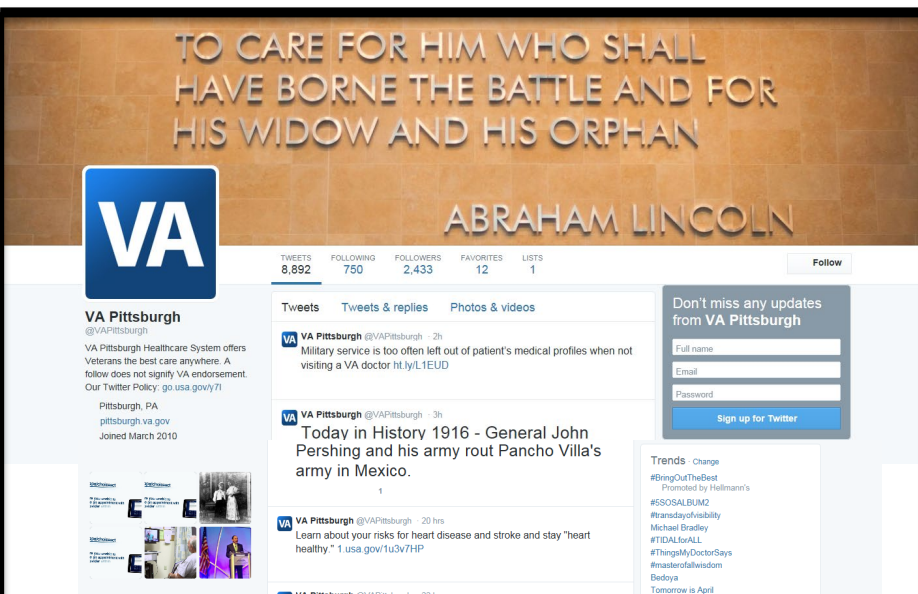 TO CARE FOR HIM WHO SHALL
HAVE BORNE THE BATTLE AND FOR
HIS WIDOW AND HIS ORPHAN
ABRAHAM LINCOLN
VA
TWEETS FOLLOWING FOLLOWERS FAVORITES LISTS
8,892 750 2,433 12 1
Follow
VA Pittsburgh
@VAPittsburgh
VA Pittsburgh Healthcare System offers
Veterans the best care anywhere. A
follow does not signify VA endorsement.
Our Twitter Policy: go.usa.gov/y7l
Pittsburgh, PA
pittsburgh.va.gov
Joined March 2010
Tweets Tweets & replies Photos & videos
VA VA Pittsburgh @VAPittsburgh · 2h
Military service is too often left out of patient's medical profiles when not
visiting a VA doctor ht.ly/L1EUD
VA VA Pittsburgh @VAPittsburgh · 3h
Today in History 1916 - General John
Pershing and his army rout Pancho Villa's
army in Mexico.
1
VA VA Pittsburgh @VAPittsburgh · 20 hrs
Learn about your risks for heart disease and stroke and stay "heart
healthy." 1.usa.gov/1u3v7HP
Don't miss any updates
from VA Pittsburgh
Full name
Email
Password
Sign up for Twitter
Trends · Change
#BringOutTheBest
Promoted by Hellmann's
#5SOSALBUM2
#transdayofvisibility
Michael Bradley
#TIDALforALL
#ThingsMyDoctorSays
#masterofallwisdom
Bedoya
Tomorrow is April